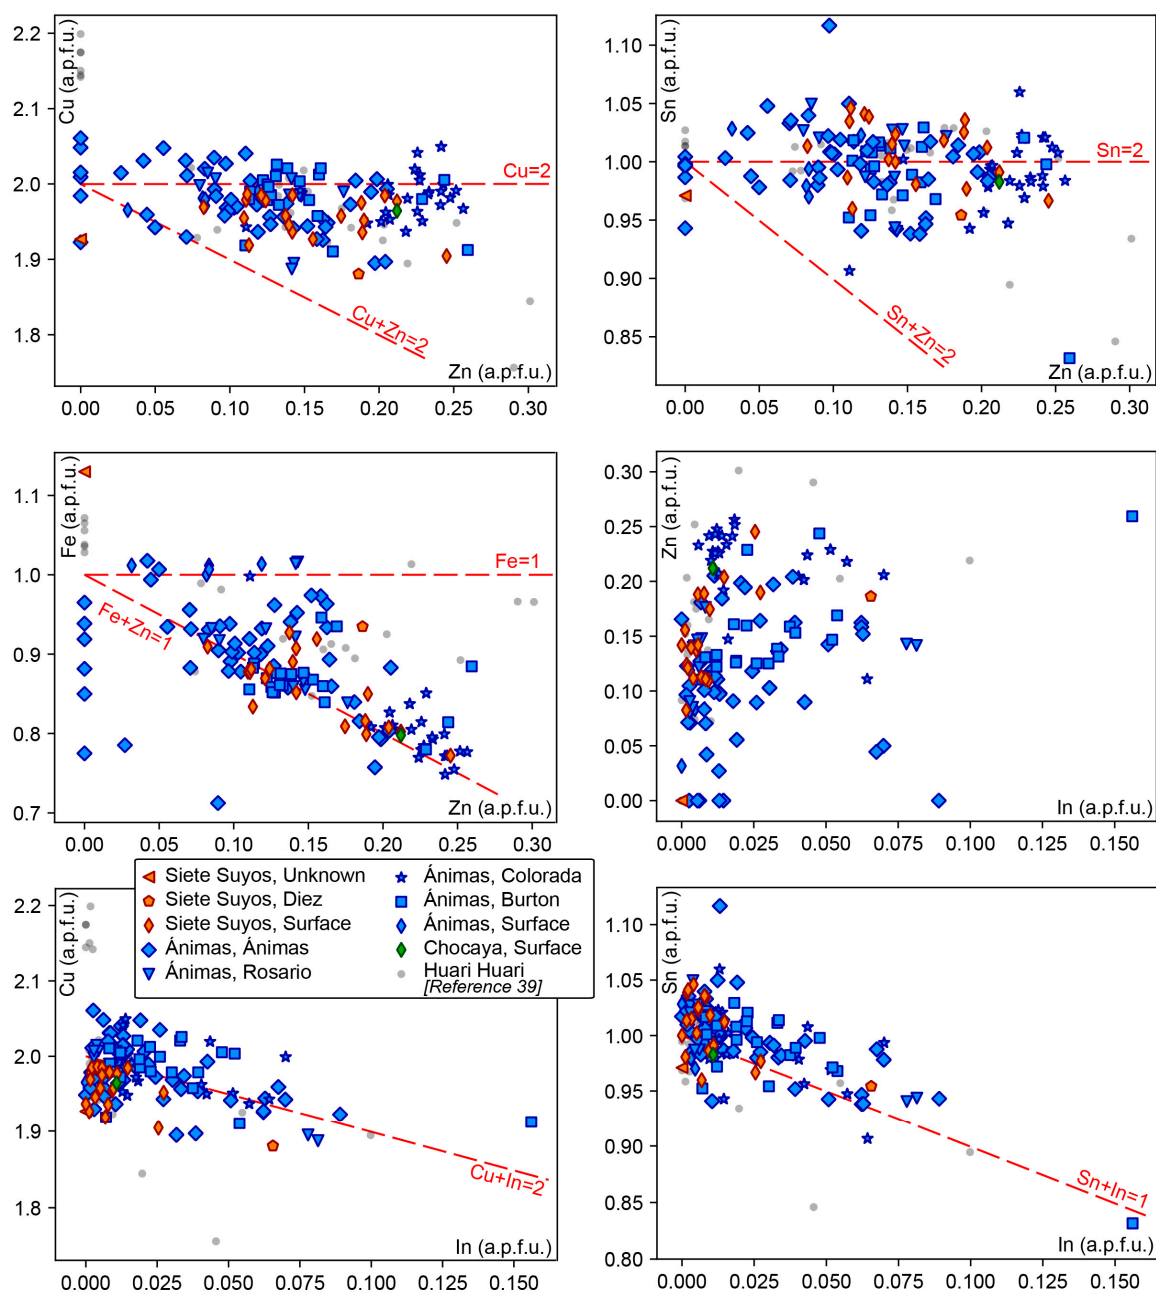 Cu (a.p.f.u.)
2.2
2.1
2.0
1.9
1.8
Cu=2
Cu+Zn=2
Zn (a.p.f.u.)
0.00 0.05 0.10 0.15 0.20 0.25 0.30
Sn (a.p.f.u.)
1.10
1.05
1.00
0.95
0.90
0.85
Sn=2
Sn+Zn=2
Zn (a.p.f.u.)
0.00 0.05 0.10 0.15 0.20 0.25 0.30
Fe (a.p.f.u.)
1.1
1.0
0.9
0.8
0.7
Fe=1
Fe+Zn=1
Zn (a.p.f.u.)
0.00 0.05 0.10 0.15 0.20 0.25 0.30
Zn (a.p.f.u.)
0.30
0.25
0.20
0.15
0.10
0.05
0.00
In (a.p.f.u.)
0.000 0.025 0.050 0.075 0.100 0.125 0.150
Siete Suyos, Unknown
Siete Suyos, Diez
Siete Suyos, Surface
Ánimas, Ánimas
Ánimas, Rosario
Ánimas, Colorada
Ánimas, Burton
Ánimas, Surface
Chocaya, Surface
Huari Huari
[Reference 39]
Cu (a.p.f.u.)
2.2
2.1
2.0
1.9
1.8
Cu+In=2
In (a.p.f.u.)
0.000 0.025 0.050 0.075 0.100 0.125 0.150
Sn (a.p.f.u.)
1.10
1.05
1.00
0.95
0.90
0.85
0.80
Sn+In=1
In (a.p.f.u.)
0.000 0.025 0.050 0.075 0.100 0.125 0.150